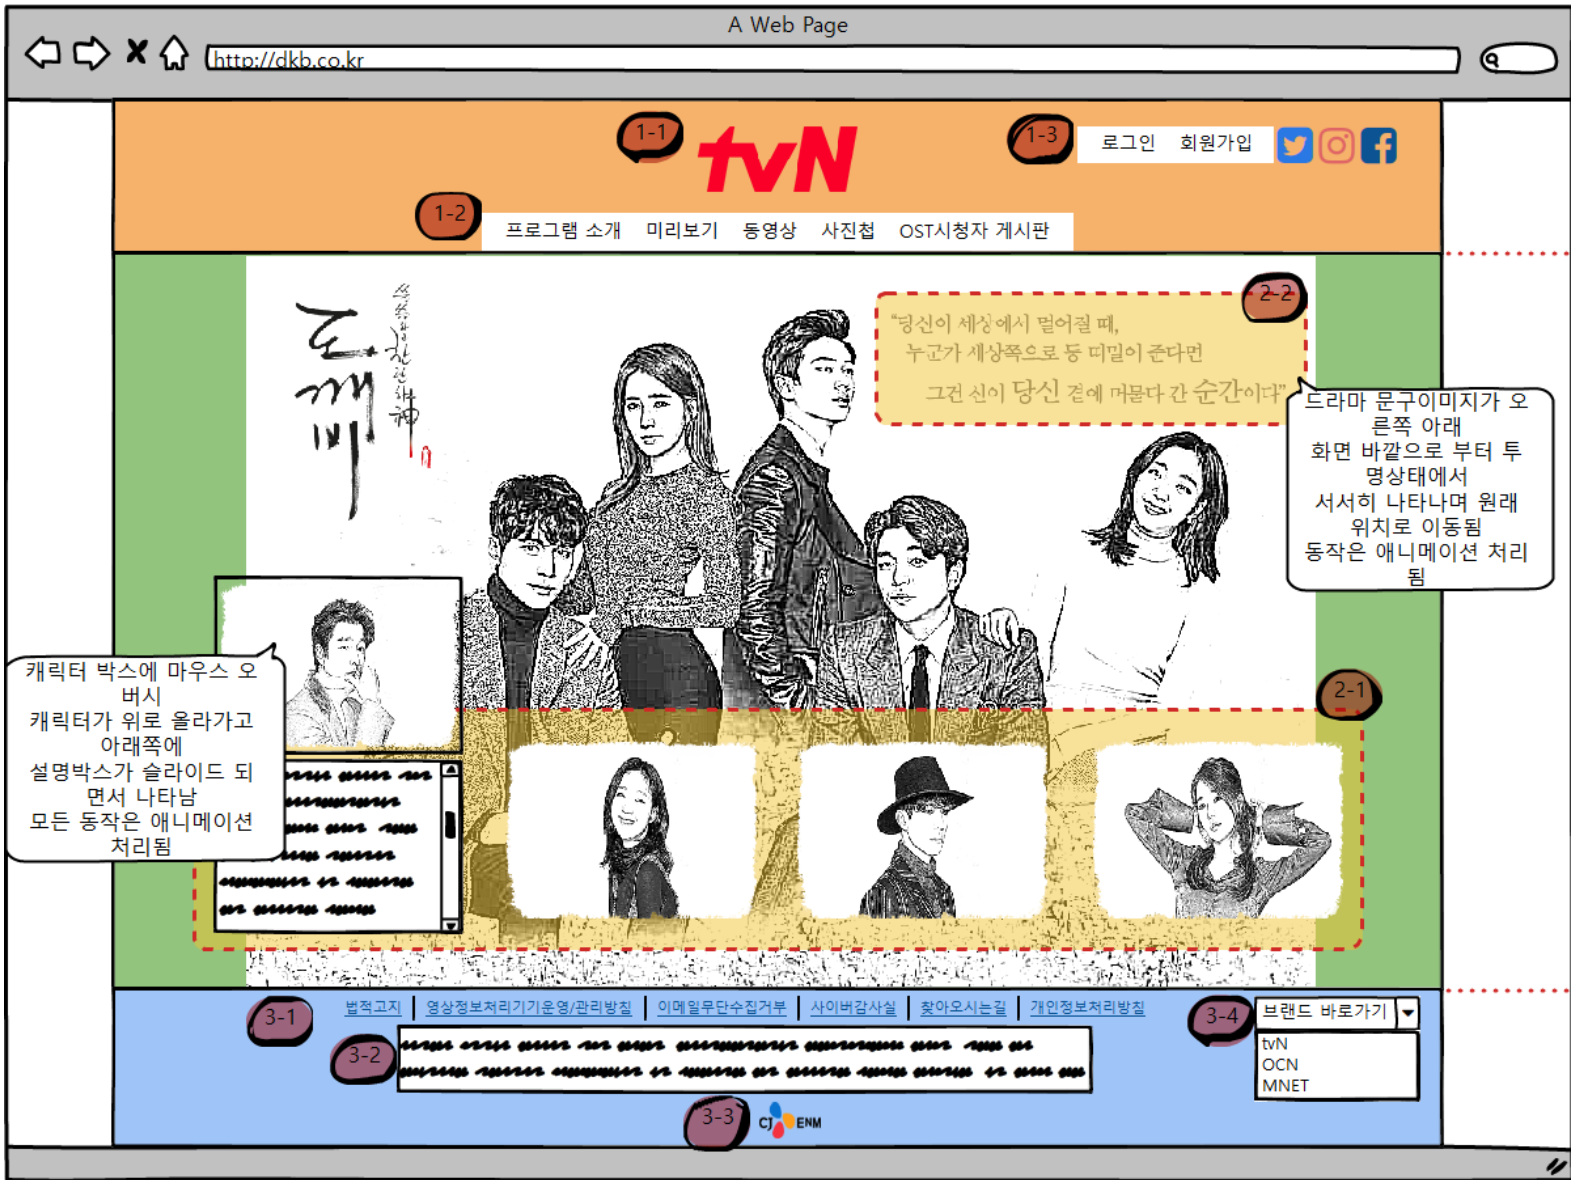 A Web Page
http://dkb.co.kr
1-1
tvN
1-3
로그인 회원가입
1-2
프로그램 소개 미리보기 동영상 사진첩 OST시청자 게시판
도깨비
2-2
"당신이 세상에서 멀어질 때,
누군가 세상쪽으로 등 떠밀어 준다면
그건 신이 당신 곁에 머물다 간 순간이다"
드라마 문구이미지가 오
른쪽 아래
화면 바깥으로 부터 투
명상태에서
서서히 나타나며 원래
위치로 이동됨
동작은 애니메이션 처리
됨
캐릭터 박스에 마우스 오
버시
캐릭터가 위로 올라가고
아래쪽에
설명박스가 슬라이드 되
면서 나타남
모든 동작은 애니메이션
처리됨
2-1
3-1
법적고지 영상정보처리기기운영/관리방침 이메일무단수집거부 사이버감사실 찾아오시는길 개인정보처리방침
3-4
브랜드 바로가기
tvN
OCN
MNET
3-2
3-3
CJ ENM